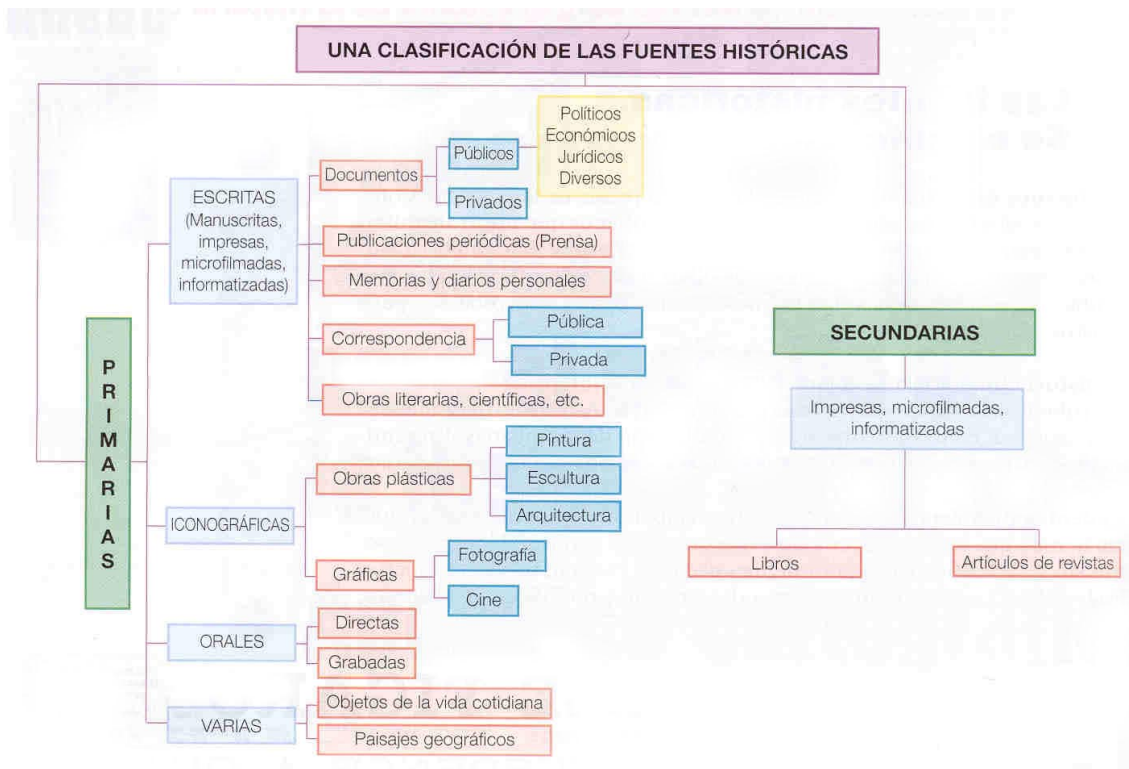 UNA CLASIFICACIÓN DE LAS FUENTES HISTÓRICAS
PRIMARIAS
ESCRITAS
(Manuscritas,
impresas,
microfilmadas,
informatizadas)
Documentos
Públicos
Políticos
Económicos
Jurídicos
Diversos
Privados
Publicaciones periódicas (Prensa)
Memorias y diarios personales
Correspondencia
Pública
Privada
Obras literarias, científicas, etc.
ICONOGRÁFICAS
Obras plásticas
Pintura
Escultura
Arquitectura
Gráficas
Fotografía
Cine
ORALES
Directas
Grabadas
VARIAS
Objetos de la vida cotidiana
Paisajes geográficos
SECUNDARIAS
Impresas, microfilmadas,
informatizadas
Libros
Artículos de revistas